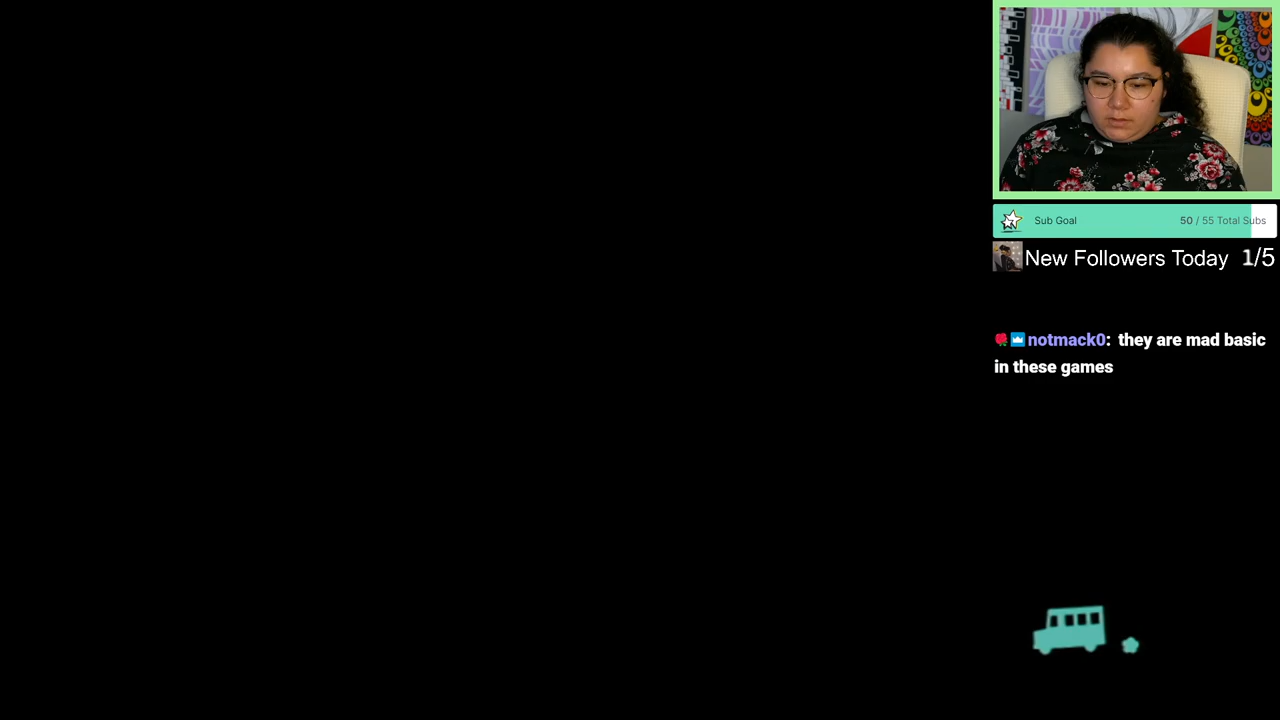 Sub Goal 50 / 55 Total Subs
New Followers Today 1/5
notmack0: they are mad basic
in these games